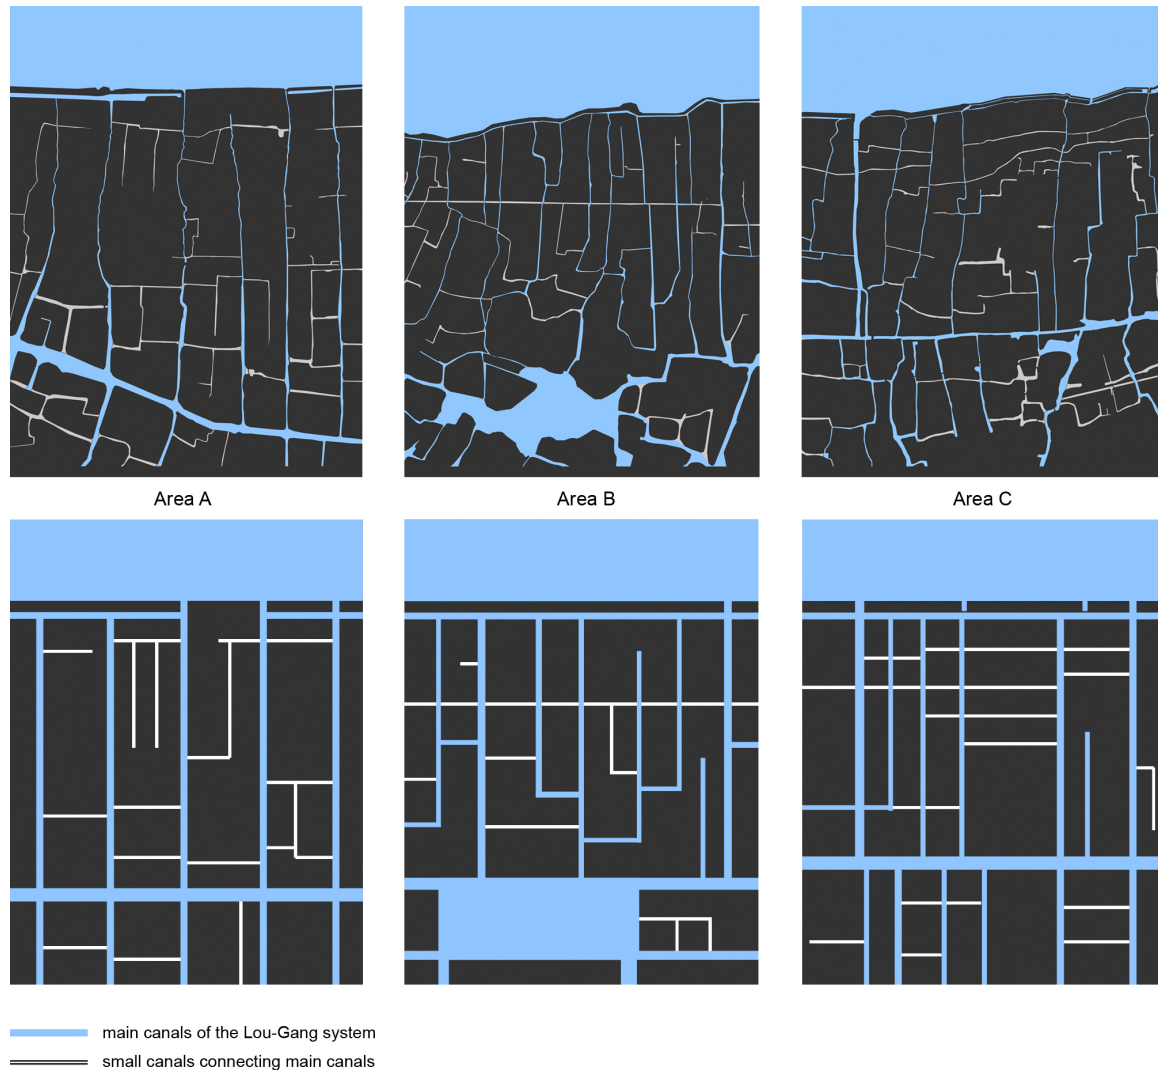 Area A
Area B
Area C
main canals of the Lou-Gang system
small canals connecting main canals